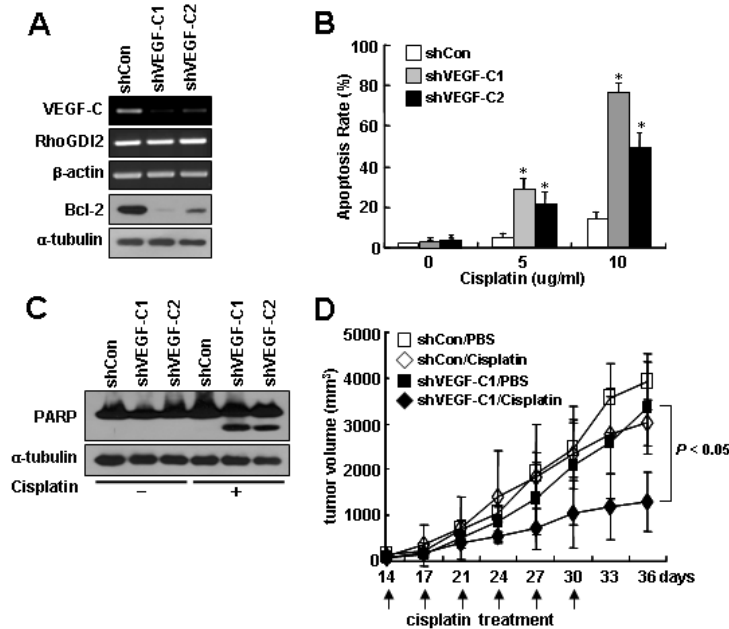 A
shCon
shVEGF-C1
shVEGF-C2
VEGF-C
RhoGDI2
β-actin
Bcl-2
α-tubulin
B
Apoptosis Rate (%)
100
80
60
40
20
0
shCon
shVEGF-C1
shVEGF-C2
* * * *
0 5 10
Cisplatin (ug/ml)
C
shCon
shVEGF-C1
shVEGF-C2
shCon
shVEGF-C1
shVEGF-C2
PARP
α-tubulin
Cisplatin − +
D
tumor volume (mm³)
5000
4000
3000
2000
1000
0
shCon/PBS
shCon/Cisplatin
shVEGF-C1/PBS
shVEGF-C1/Cisplatin
P < 0.05
14 17 21 24 27 30 33 36 days
cisplatin treatment